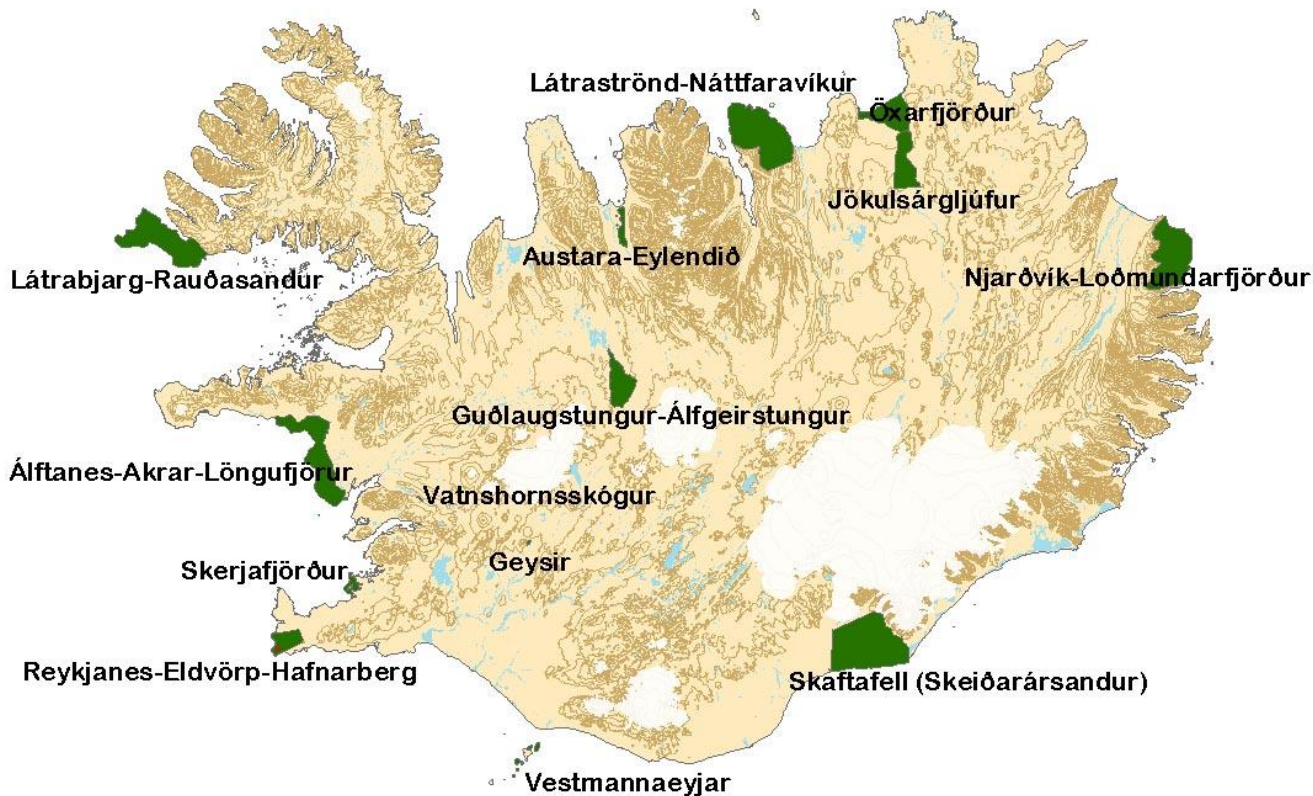 Látraströnd-Náttfaravíkur
Öxarfjörður
Jökulsárgljúfur
Austara-Eylendið
Látrabjarg-Rauðasandur
Njarðvík-Loðmundarfjörður
Guðlaugstungur-Álfgeirstungur
Álftanes-Akrar-Löngufjörur
Vatnshornsskógur
Geysir
Skerjafjörður
Reykjanes-Eldvörp-Hafnarberg
Skaftafell (Skeiðarársandur)
Vestmannaeyjar